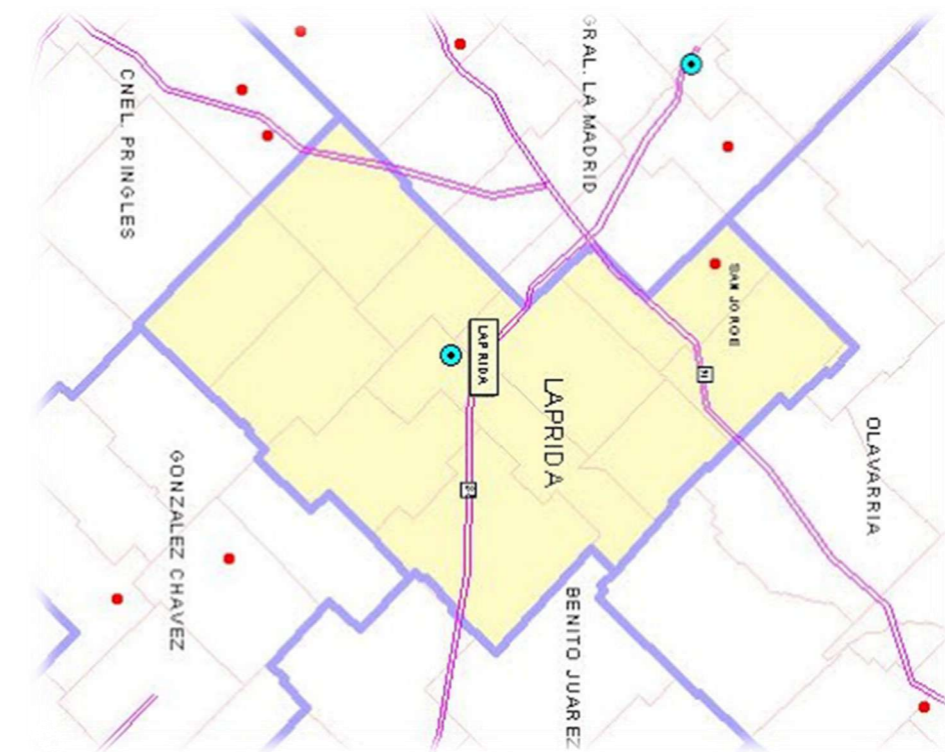 CNEL. PRINGLES
GRAL. LA MADRID
SAN JORGE
LAPRIDA
LAPRIDA
OLAVARRIA
GONZALEZ CHAVEZ
BENITO JUAREZ